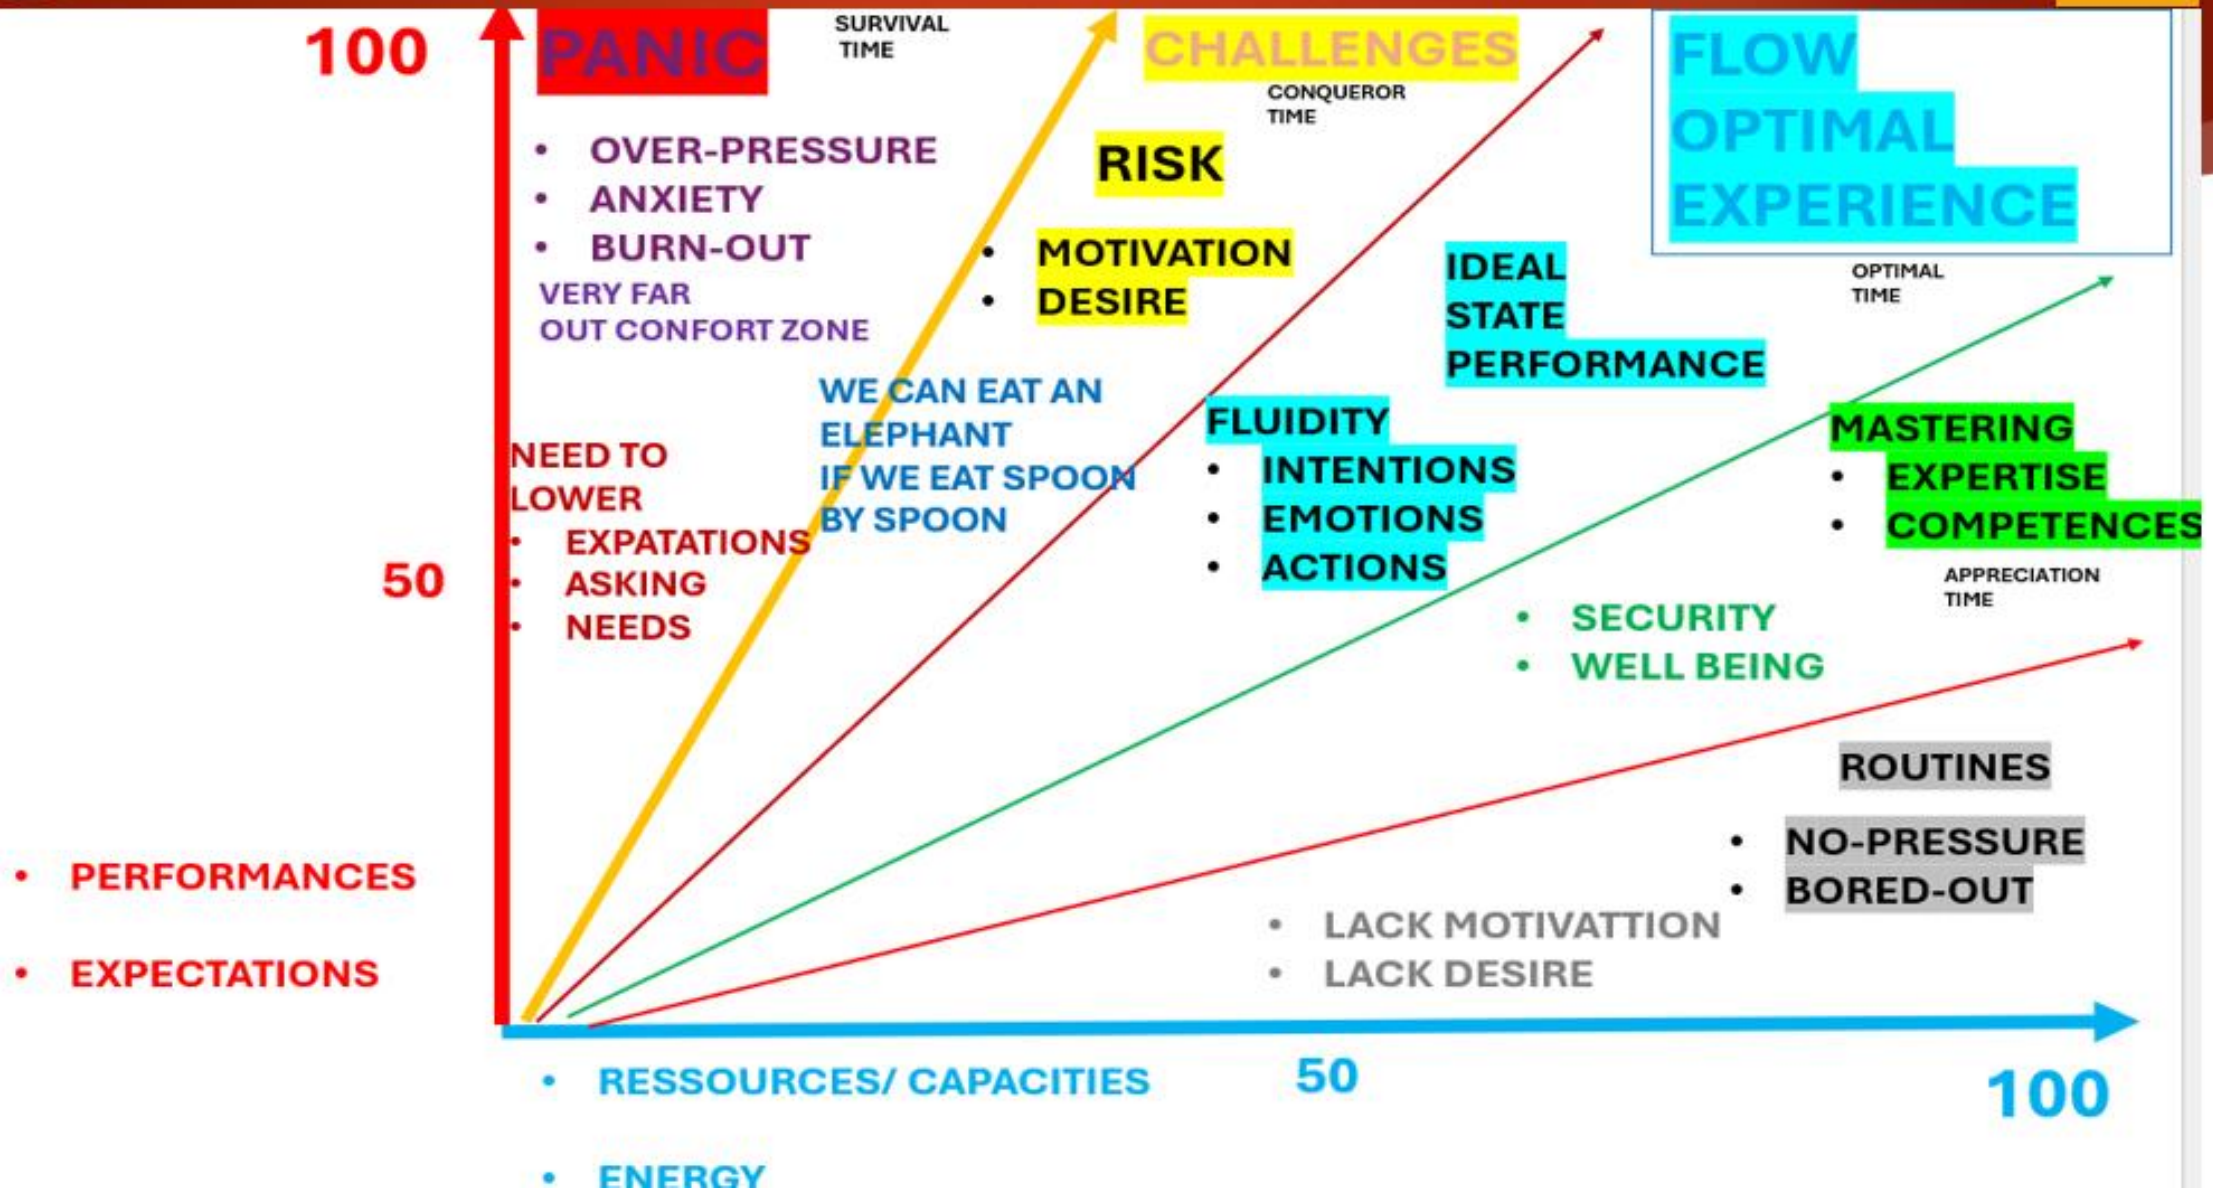 100
PANIC
SURVIVAL
TIME
CHALLENGES
CONQUEROR
TIME
FLOW
OPTIMAL
EXPERIENCE
OPTIMAL
TIME
• OVER-PRESSURE
• ANXIETY
• BURN-OUT
VERY FAR
OUT CONFORT ZONE
RISK
• MOTIVATION
• DESIRE
IDEAL
STATE
PERFORMANCE
WE CAN EAT AN
ELEPHANT
IF WE EAT SPOON
BY SPOON
FLUIDITY
• INTENTIONS
• EMOTIONS
• ACTIONS
MASTERING
• EXPERTISE
• COMPETENCES
APPRECIATION
TIME
NEED TO
LOWER
• EXPATATIONS
• ASKING
• NEEDS
50
• SECURITY
• WELL BEING
ROUTINES
• NO-PRESSURE
• BORED-OUT
• LACK MOTIVATTION
• LACK DESIRE
• PERFORMANCES
• EXPECTATIONS
• RESSOURCES/ CAPACITIES
50
100
• ENERGY